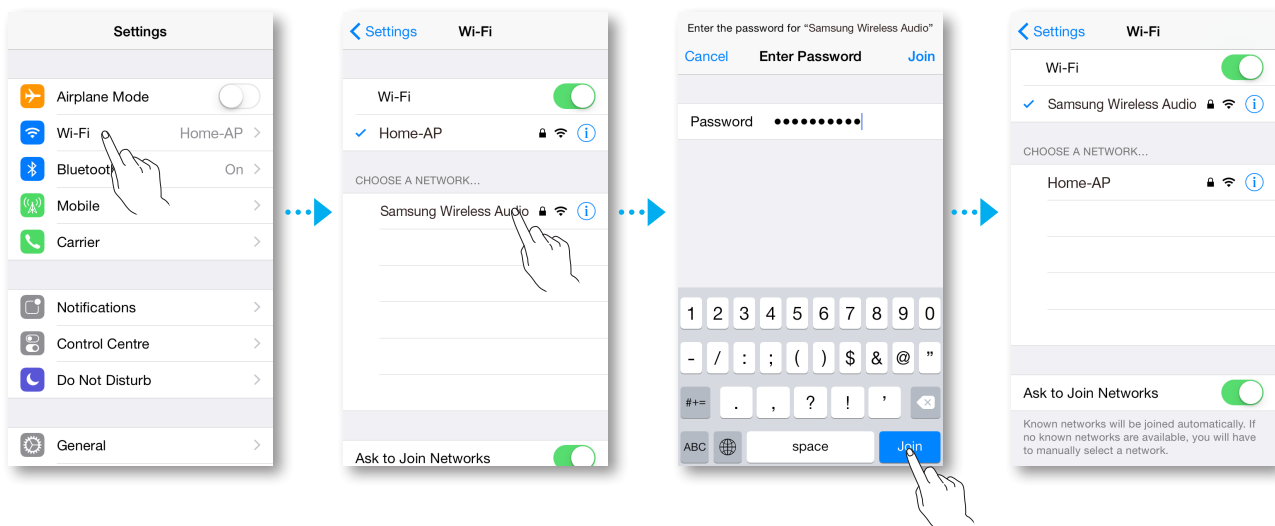 Settings
Airplane Mode
Wi-Fi Home-AP
Bluetoot On
Mobile
Carrier
Notifications
Control Centre
Do Not Disturb
General
Settings Wi-Fi
Wi-Fi
Home-AP
CHOOSE A NETWORK...
Samsung Wireless Audio
Ask to Join Networks
Enter the password for “Samsung Wireless Audio”
Cancel Enter Password Join
Password ••••••••••
1 2 3 4 5 6 7 8 9 0
- / : ; ( ) $ & @ ”
#+= . , ? ! ’
ABC space Join
Settings Wi-Fi
Wi-Fi
Samsung Wireless Audio
CHOOSE A NETWORK...
Home-AP
Ask to Join Networks
Known networks will be joined automatically. If
no known networks are available, you will have
to manually select a network.